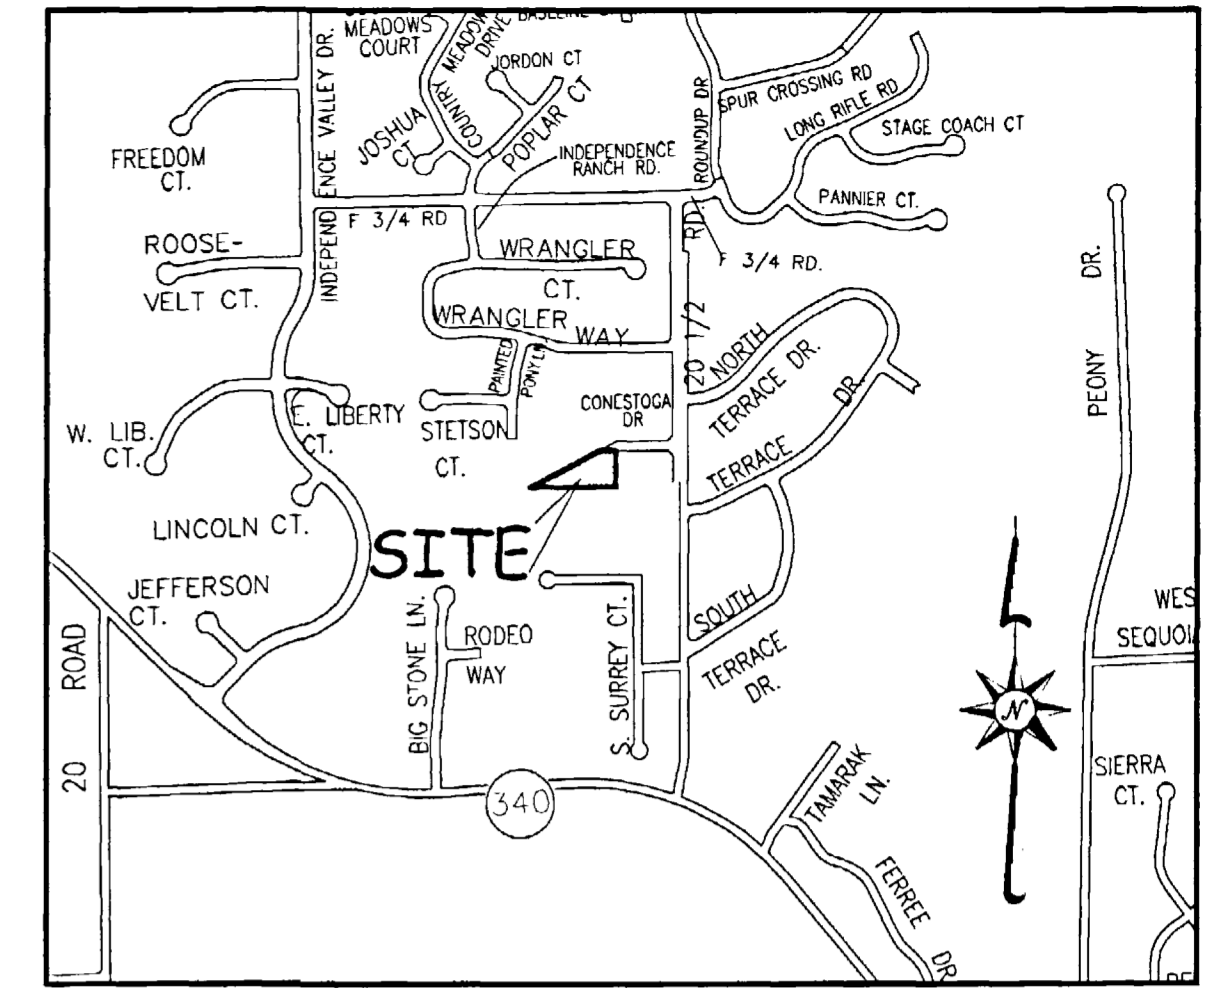 MEADOWS
COURT
COUNTRY MEADOWS
DRIVE
BASELINE
JORDON CT
POPLAR CT
JOSHUA
CT
INDEPENDENCE VALLEY DR.
FREEDOM
CT.
INDEPENDENCE
RANCH RD.
ROUNDUP DR
SPUR CROSSING RD
LONG RIFLE RD
STAGE COACH CT
PANNIER CT.
F 3/4 RD
F 3/4 RD.
ROOSE-
VELT CT.
WRANGLER
CT.
WRANGLER WAY
20 1/2 RD.
PAINTED
PONY LN
NORTH
TERRACE DR.
TERRACE DR.
PEONY DR.
CONESTOGA
DR
STETSON
CT.
E. LIBERTY
CT.
W. LIB.
CT.
LINCOLN CT.
SITE
JEFFERSON
CT.
BIG STONE LN.
RODEO
WAY
S. SURREY CT.
SOUTH
TERRACE
DR.
WES
SEQUOI
20 ROAD
N
340
TAMARAK
LN.
FERREE DR
SIERRA
CT.